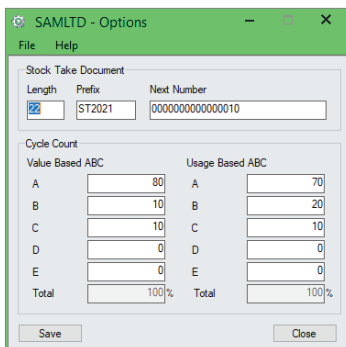 SAMLTD - Options
File Help
Stock Take Document
Length Prefix Next Number
22 ST2021 0000000000000010
Cycle Count
Value Based ABC Usage Based ABC
A 80 A 70
B 10 B 20
C 10 C 10
D 0 D 0
E 0 E 0
Total 100 % Total 100 %
Save Close